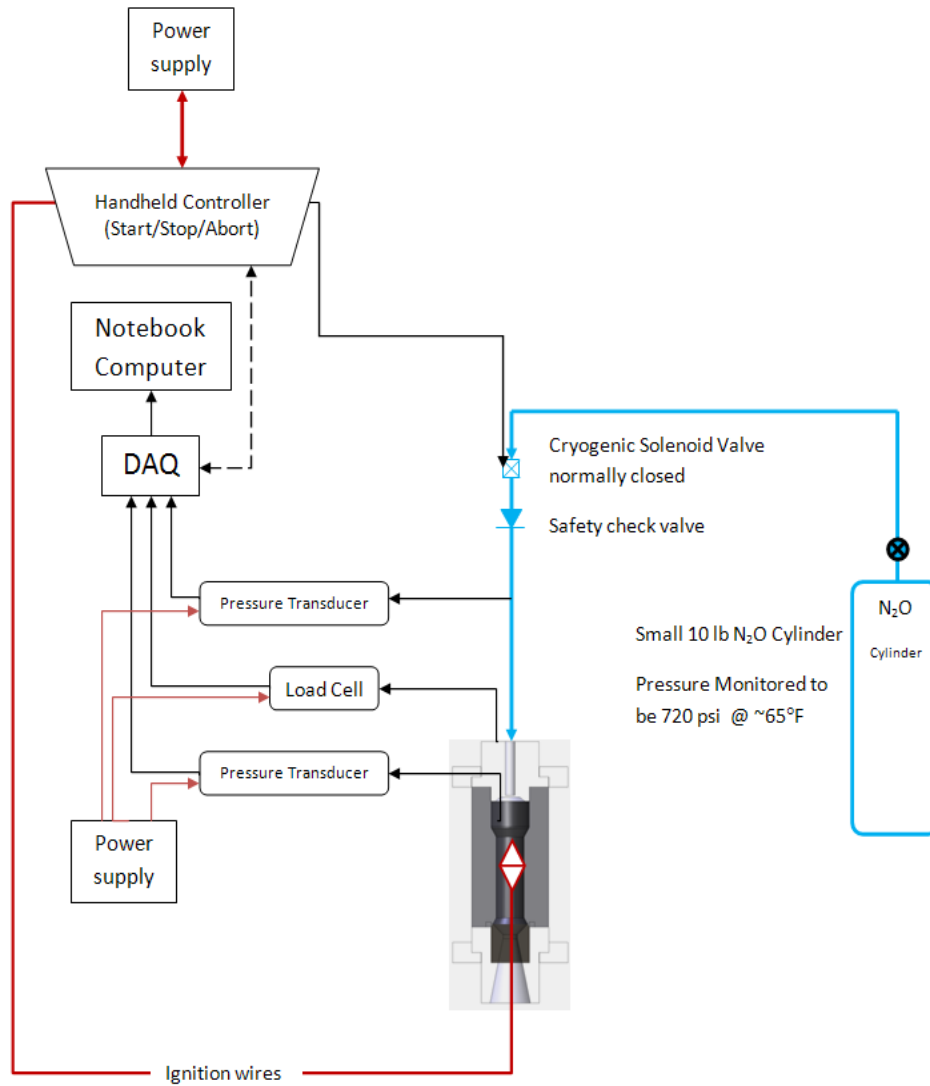 Power
supply
Handheld Controller
(Start/Stop/Abort)
Notebook
Computer
DAQ
Cryogenic Solenoid Valve
normally closed
Safety check valve
Pressure Transducer
N₂O
Cylinder
Small 10 lb N₂O Cylinder
Pressure Monitored to
be 720 psi @ ~65°F
Load Cell
Pressure Transducer
Power
supply
Ignition wires